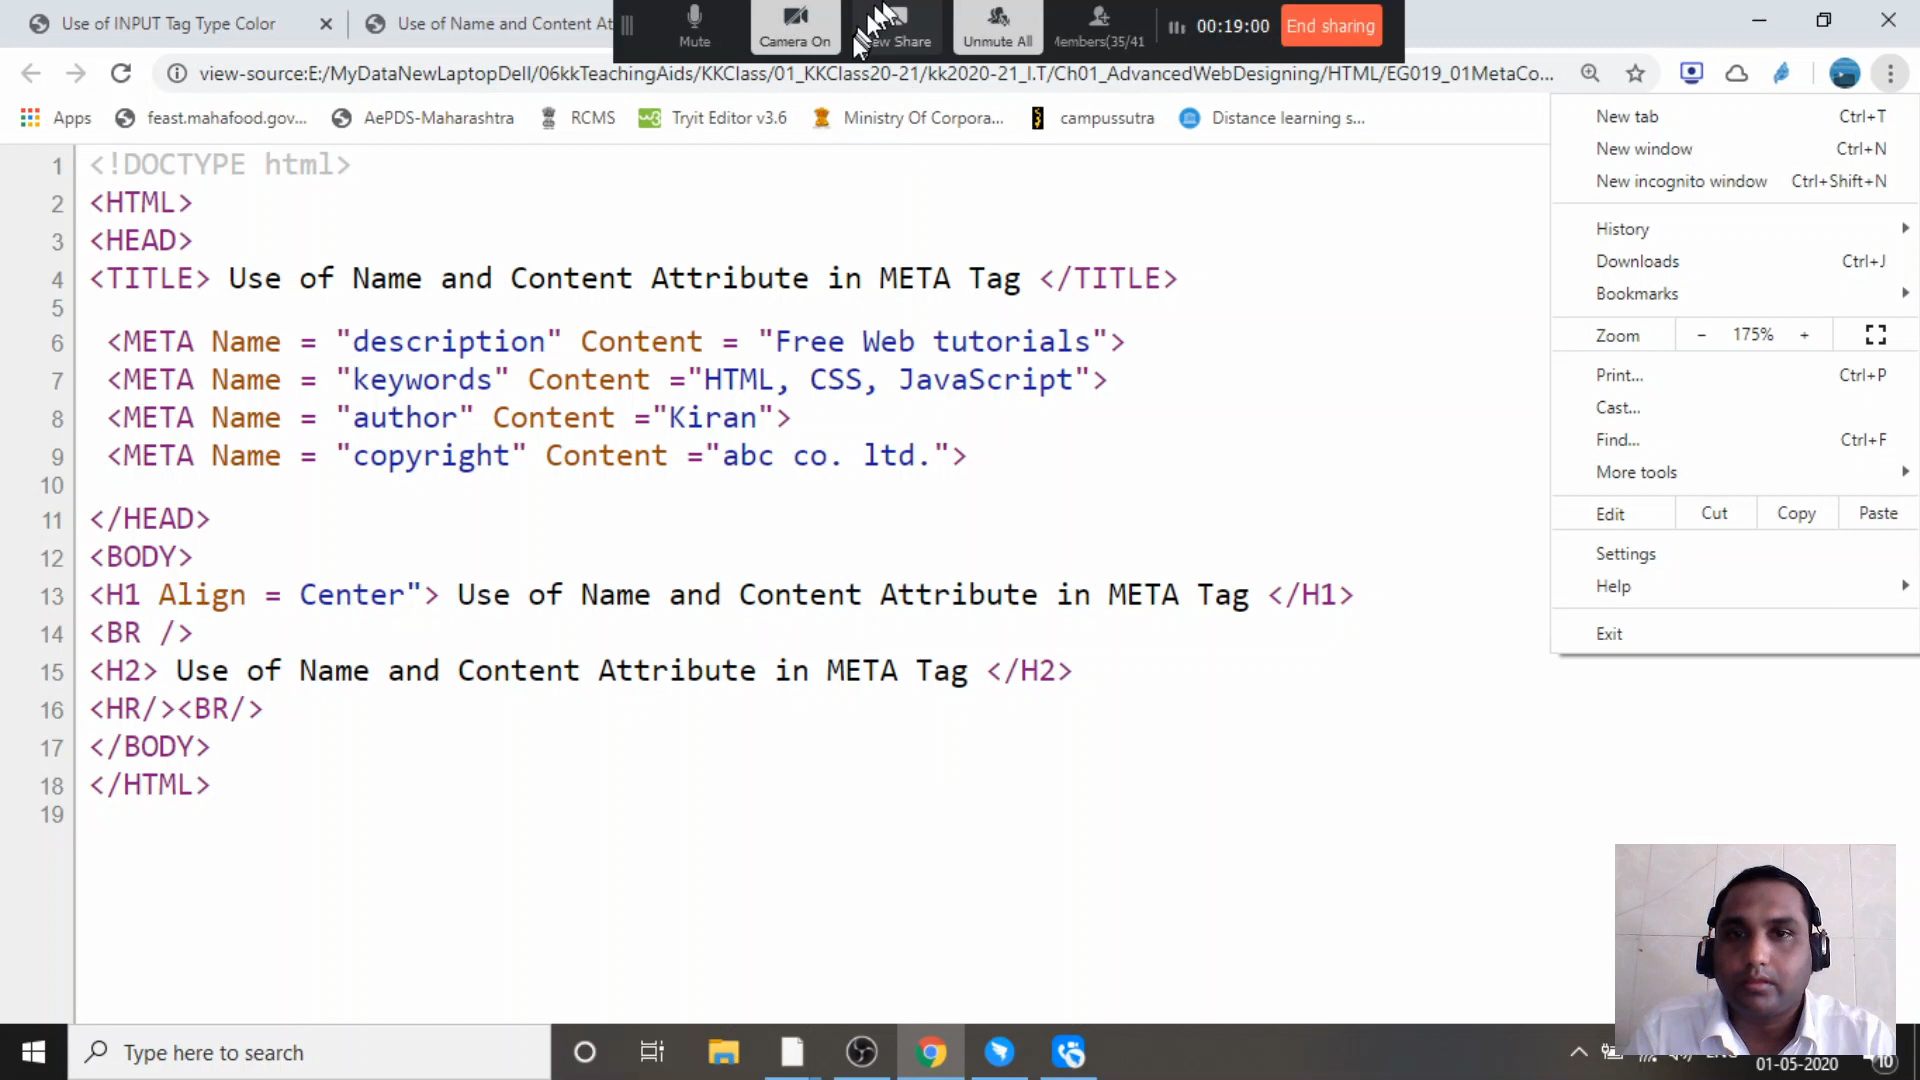 Use of INPUT Tag Type Color
Use of Name and Content At
Mute
Camera On
Share
Unmute All
Members(35/41
00:19:00
End sharing
view-source:E:/MyDataNewLaptopDell/06kkTeachingAids/KKClass/01_KKClass20-21/kk2020-21_I.T/Ch01_AdvancedWebDesigning/HTML/EG019_01MetaCo...
Apps
feast.mahafood.gov...
AePDS-Maharashtra
RCMS
Tryit Editor v3.6
Ministry Of Corpora...
campussutra
Distance learning s...
1 <!DOCTYPE html>
2 <HTML>
3 <HEAD>
4 <TITLE> Use of Name and Content Attribute in META Tag </TITLE>
5
6 <META Name = "description" Content = "Free Web tutorials">
7 <META Name = "keywords" Content ="HTML, CSS, JavaScript">
8 <META Name = "author" Content ="Kiran">
9 <META Name = "copyright" Content ="abc co. ltd.">
10
11 </HEAD>
12 <BODY>
13 <H1 Align = Center"> Use of Name and Content Attribute in META Tag </H1>
14 <BR />
15 <H2> Use of Name and Content Attribute in META Tag </H2>
16 <HR/><BR/>
17 </BODY>
18 </HTML>
19
New tab Ctrl+T
New window Ctrl+N
New incognito window Ctrl+Shift+N
History
Downloads Ctrl+J
Bookmarks
Zoom - 175% +
Print... Ctrl+P
Cast...
Find... Ctrl+F
More tools
Edit Cut Copy Paste
Settings
Help
Exit
Type here to search
01-05-2020
10